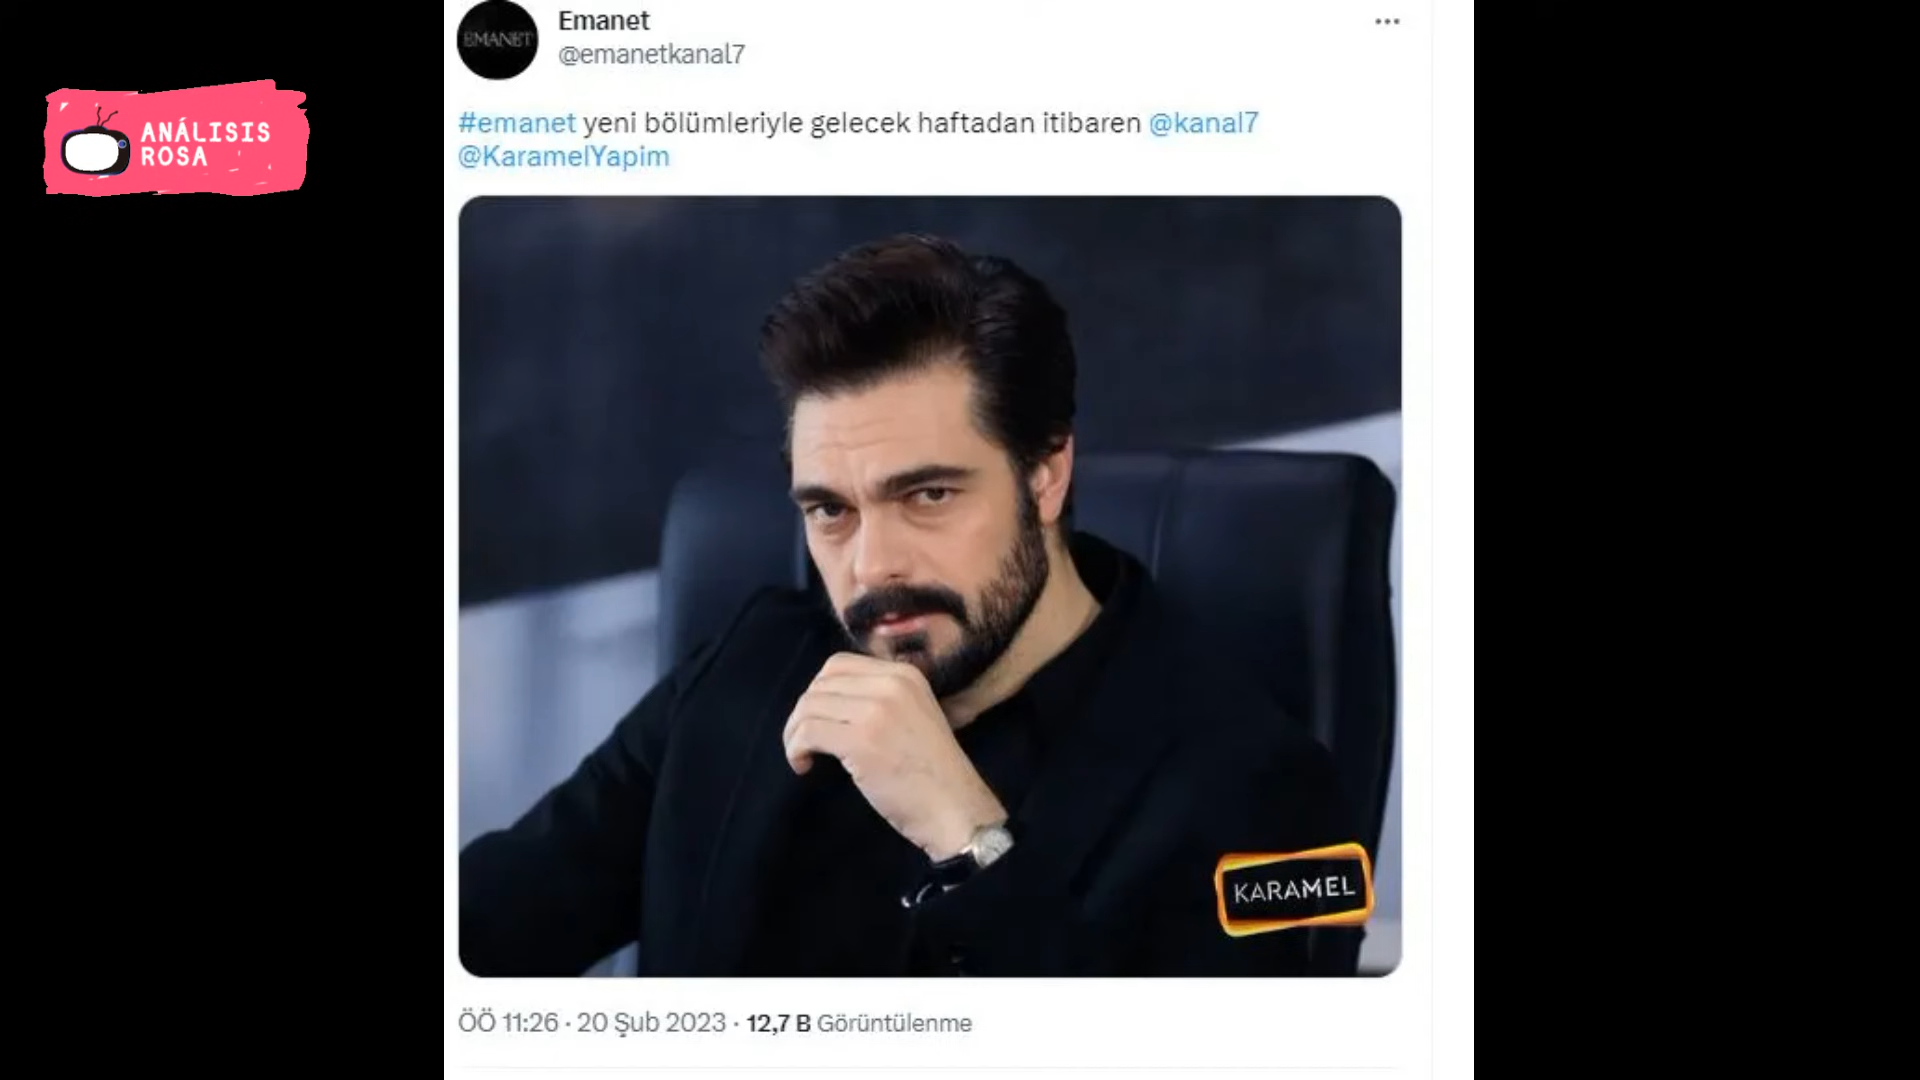 EMANET
Emanet
@emanetkanal7
ANÁLISIS
ROSA
#emanet yeni bölümleriyle gelecek haftadan itibaren @kanal7
@KaramelYapim
KARAMEL
ÖÖ 11:26 · 20 Şub 2023 · 12,7 B Görüntülenme